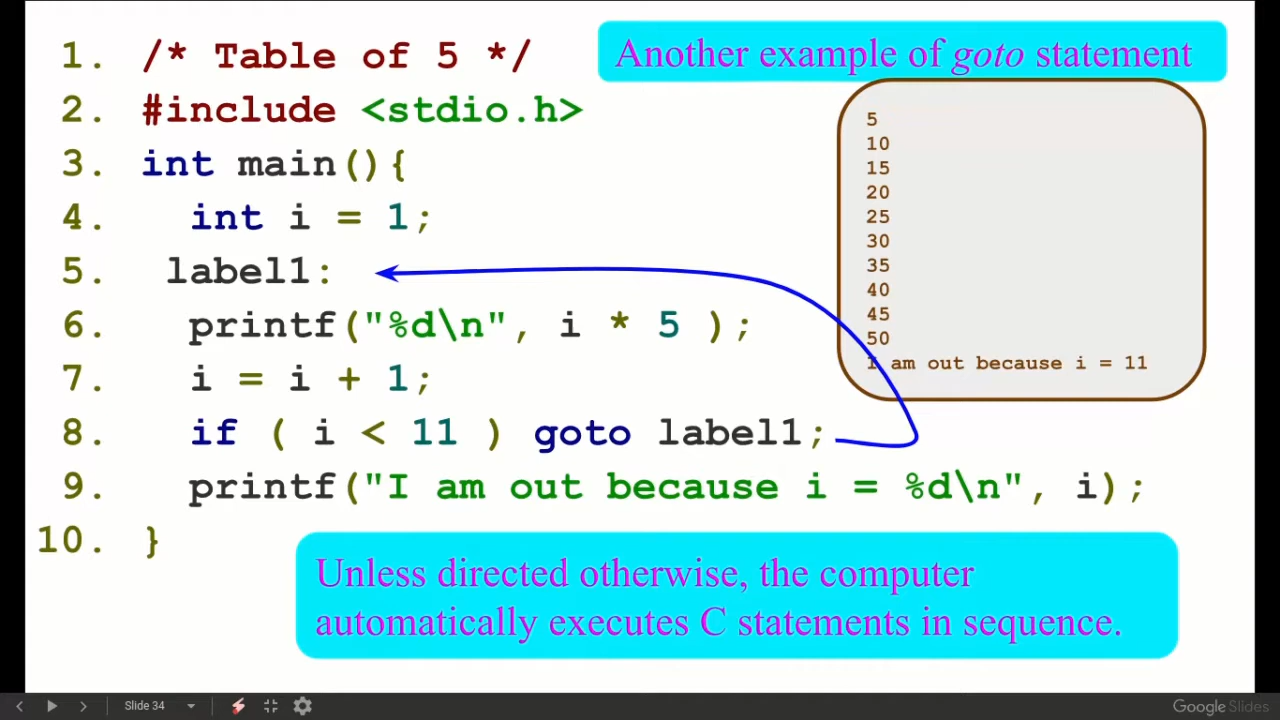 Another example of goto statement
1. /* Table of 5 */
2. #include <stdio.h>
3. int main(){
4. int i = 1;
5. label1:
6. printf("%d\n", i * 5 );
7. i = i + 1;
8. if ( i < 11 ) goto label1;
9. printf("I am out because i = %d\n", i);
10. }
5
10
15
20
25
30
35
40
45
50
I am out because i = 11
Unless directed otherwise, the computer
automatically executes C statements in sequence.
Slide 34
Google Slides